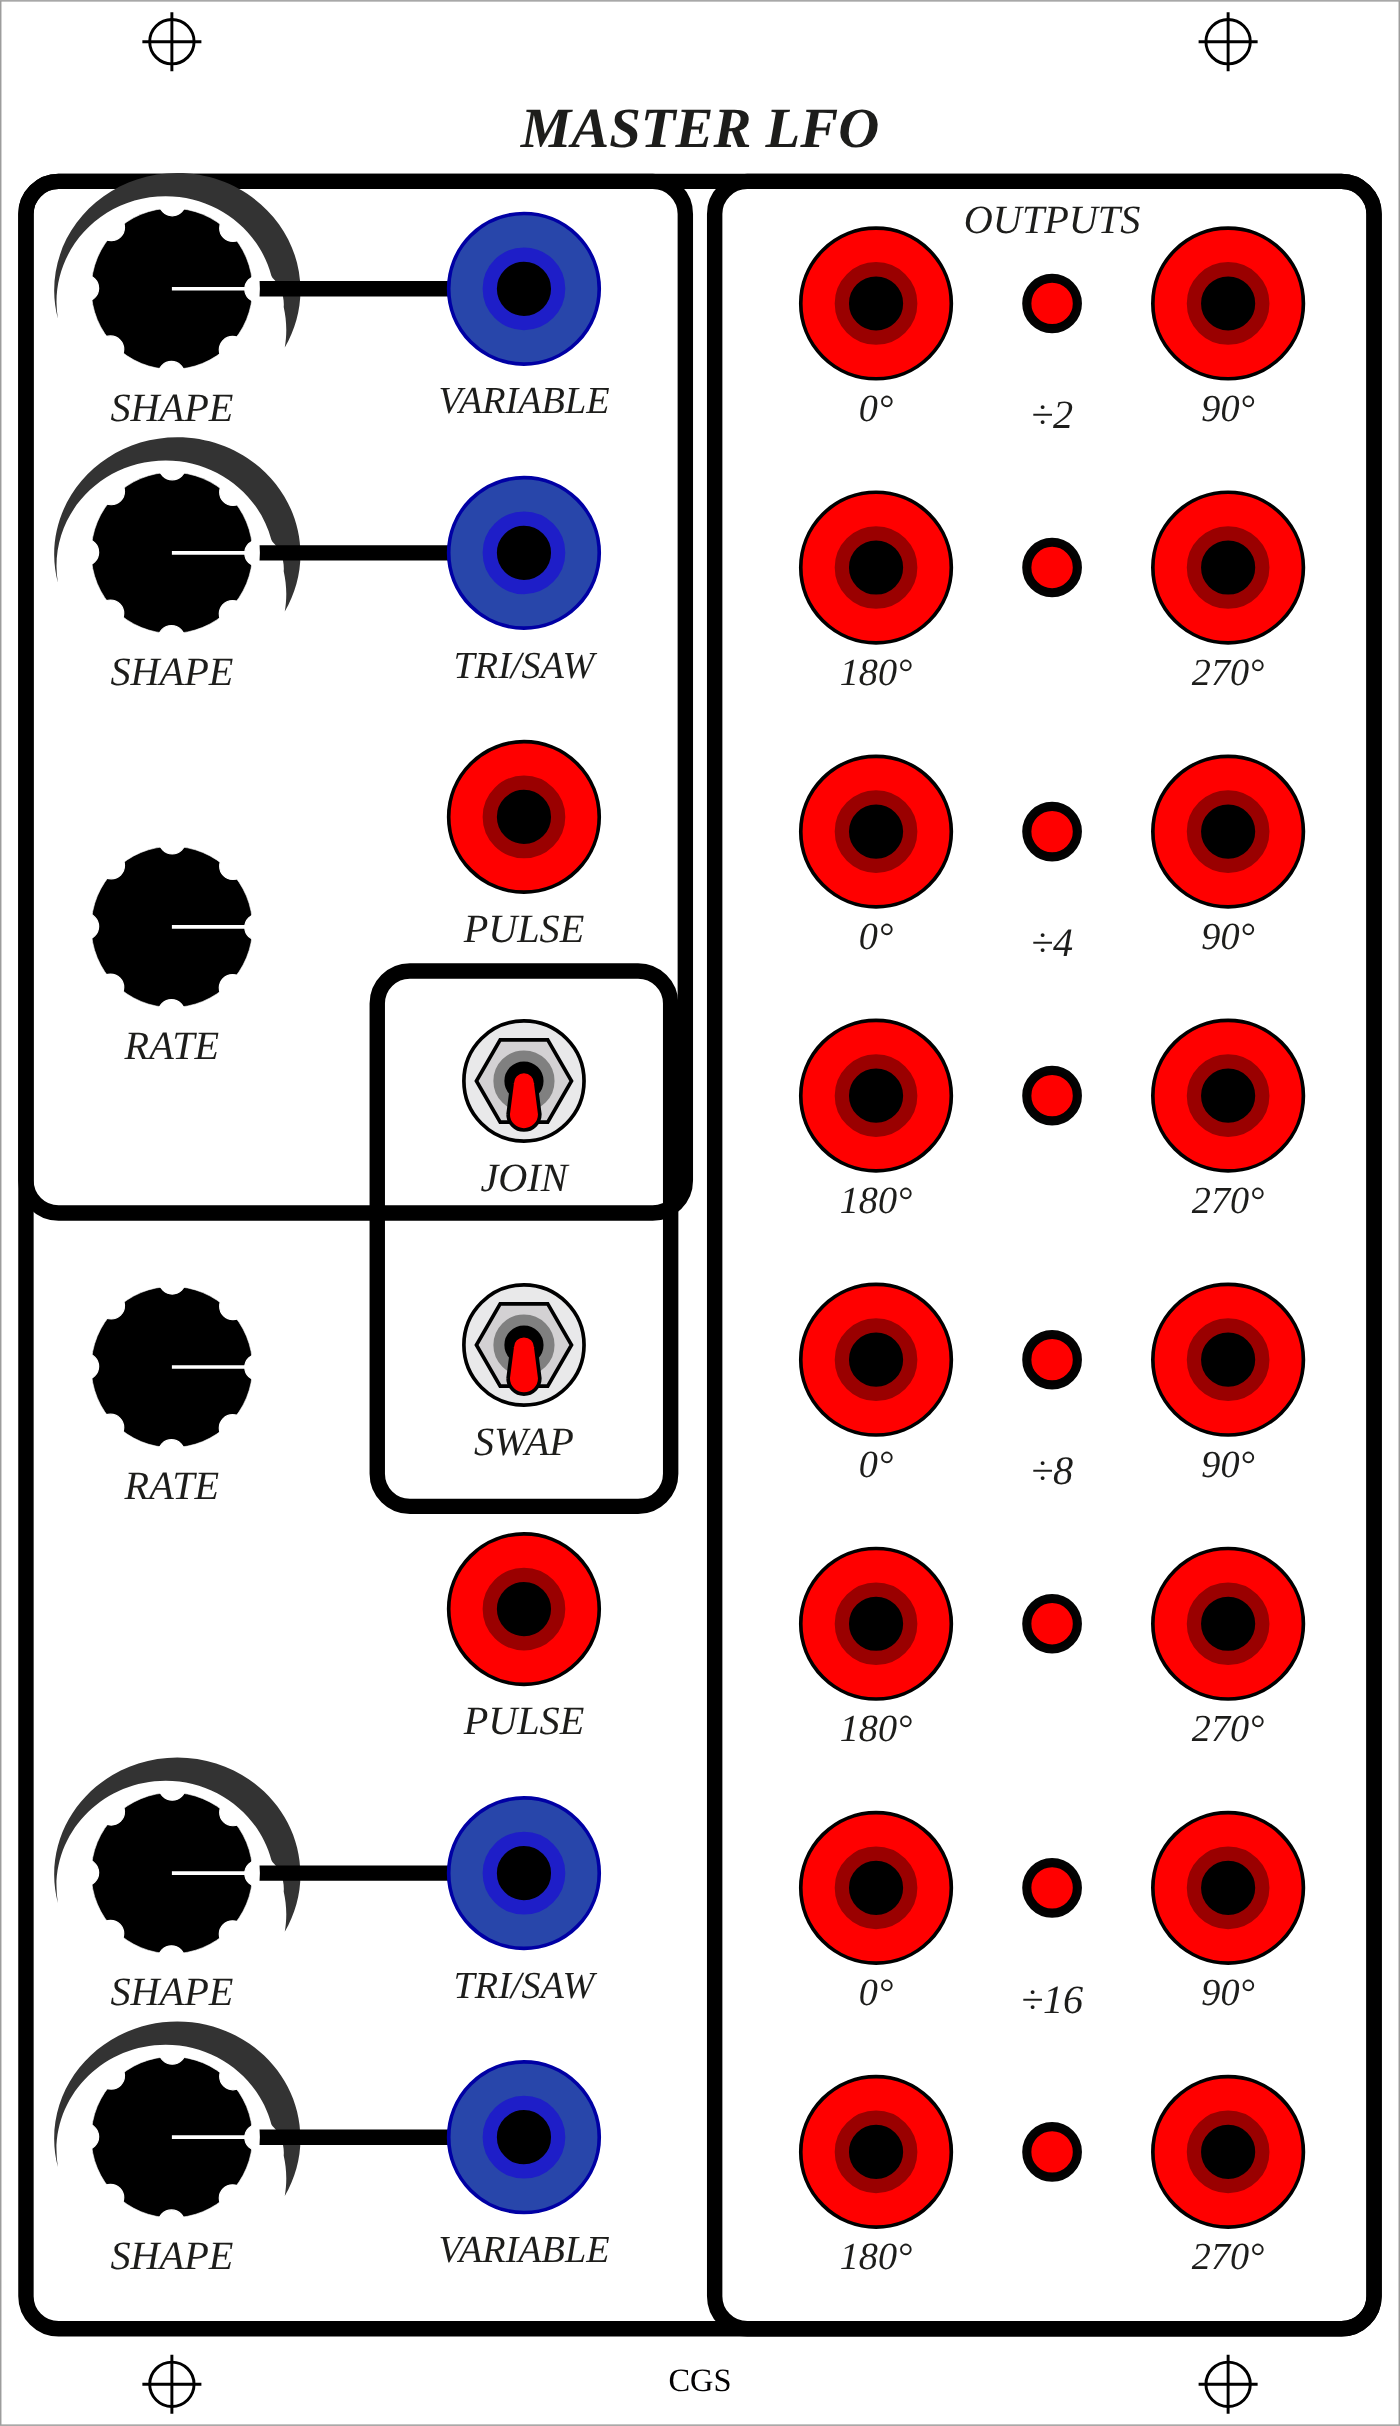 MASTER LFO
OUTPUTS
SHAPE VARIABLE 0° ÷2 90°
SHAPE TRI/SAW 180° 270°
PULSE 0° ÷4 90°
RATE
JOIN 180° 270°
RATE SWAP 0° ÷8 90°
PULSE 180° 270°
SHAPE TRI/SAW 0° ÷16 90°
SHAPE VARIABLE 180° 270°
CGS